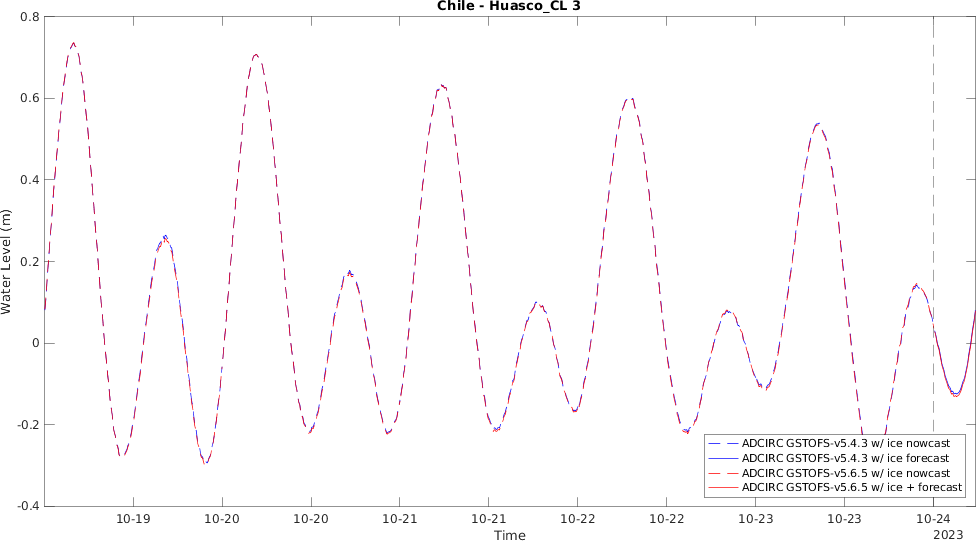 Chile - Huasco_CL 3
0.8
0.6
0.4
0.2
0
-0.2
-0.4
Water Level (m)
ADCIRC GSTOFS-v5.4.3 w/ ice nowcast
ADCIRC GSTOFS-v5.4.3 w/ ice forecast
ADCIRC GSTOFS-v5.6.5 w/ ice nowcast
ADCIRC GSTOFS-v5.6.5 w/ ice + forecast
10-19 10-20 10-20 10-21 10-21 10-22 10-22 10-23 10-23 10-24
Time 2023